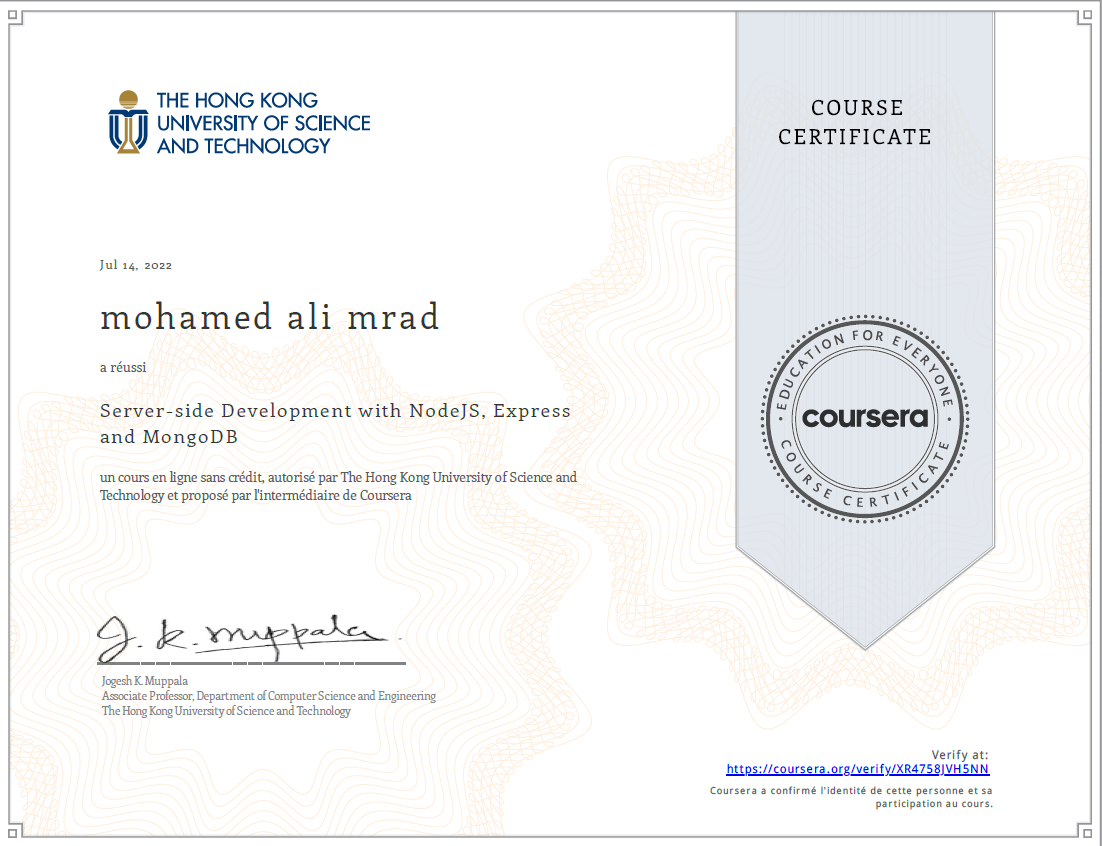 THE HONG KONG
UNIVERSITY OF SCIENCE
AND TECHNOLOGY
COURSE
CERTIFICATE
Jul 14, 2022
mohamed ali mrad
a réussi
Server-side Development with NodeJS, Express
and MongoDB
un cours en ligne sans crédit, autorisé par The Hong Kong University of Science and
Technology et proposé par l'intermédiaire de Coursera
EDUCATION FOR EVERYONE
coursera
COURSE CERTIFICATE
J. K. Muppala
Jogesh K. Muppala
Associate Professor, Department of Computer Science and Engineering
The Hong Kong University of Science and Technology
Verify at:
https://coursera.org/verify/XR4758JVH5NN
Coursera a confirmé l'identité de cette personne et sa
participation au cours.